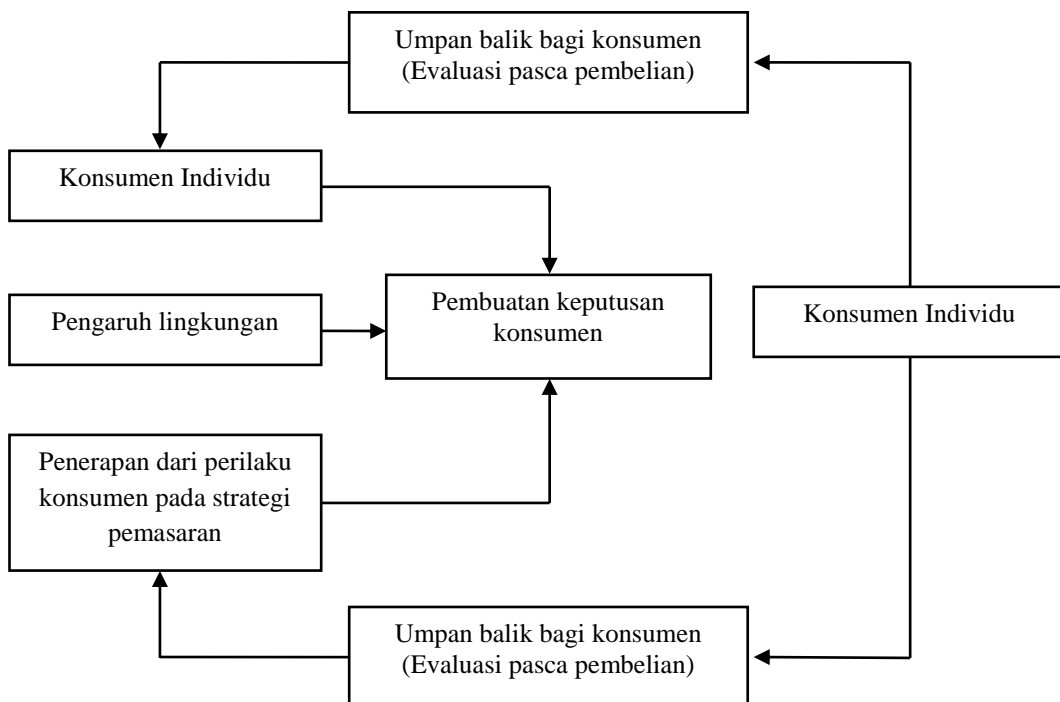 Umpan balik bagi konsumen
(Evaluasi pasca pembelian)
Konsumen Individu
Pengaruh lingkungan
Pembuatan keputusan
konsumen
Konsumen Individu
Penerapan dari perilaku
konsumen pada strategi
pemasaran
Umpan balik bagi konsumen
(Evaluasi pasca pembelian)